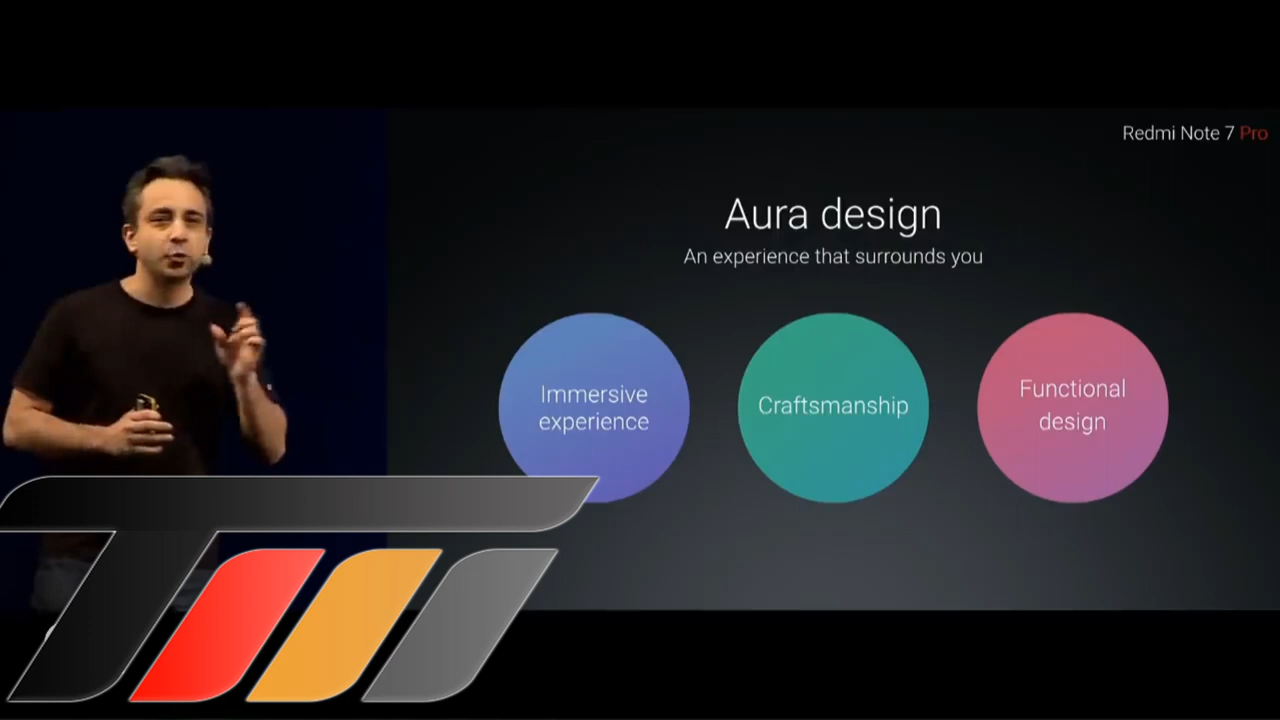 Redmi Note 7 Pro
Aura design
An experience that surrounds you
Immersive
experience
Craftsmanship
Functional
design